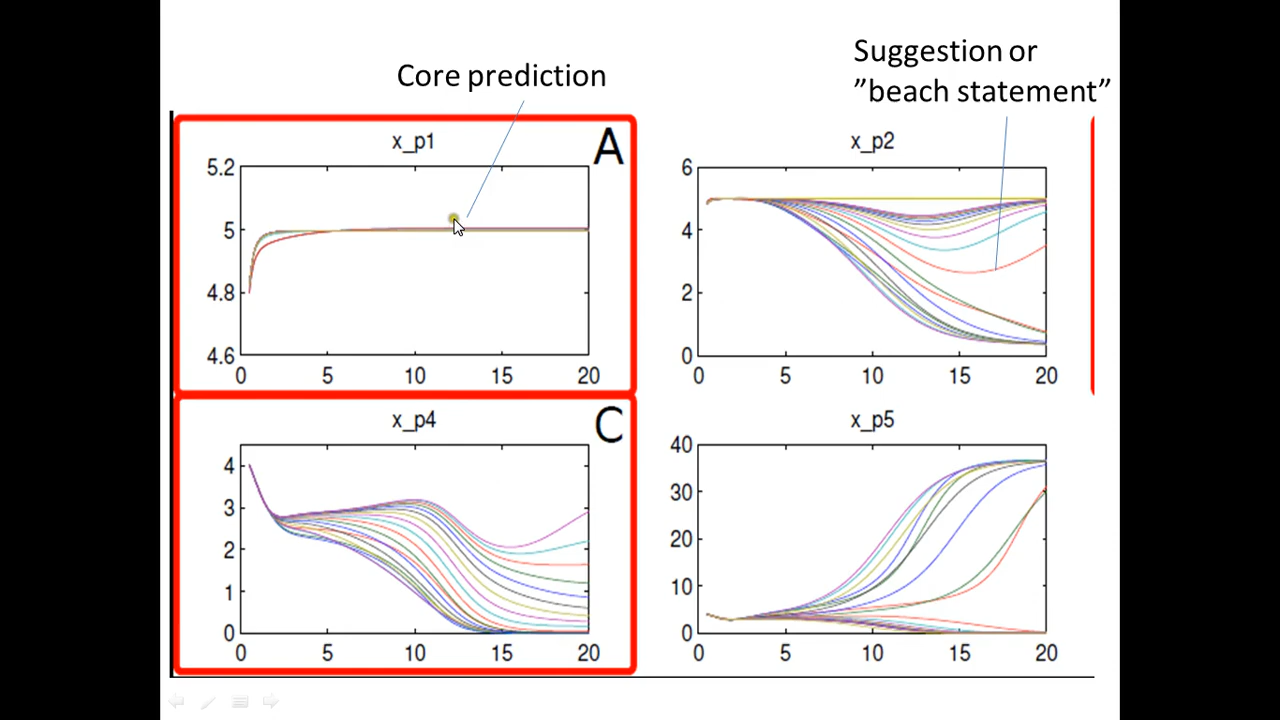 Core prediction
Suggestion or
”beach statement”
x_p1
A
5.2
5
4.8
4.6
0 5 10 15 20
x_p2
6
4
2
0
0 5 10 15 20
x_p4
C
4
3
2
1
0
0 5 10 15 20
x_p5
40
30
20
10
0
0 5 10 15 20